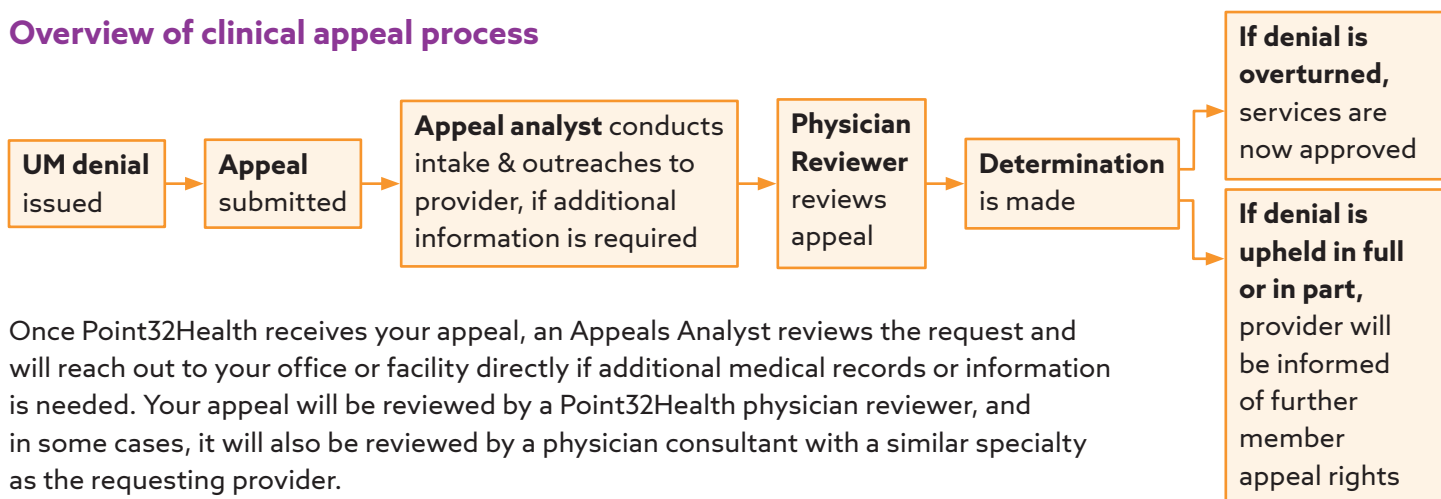 Overview of clinical appeal process
UM denial
issued
Appeal
submitted
Appeal analyst conducts
intake & outreaches to
provider, if additional
information is required
Physician
Reviewer
reviews
appeal
Determination
is made
If denial is
overturned,
services are
now approved
If denial is
upheld in full
or in part,
provider will
be informed
of further
member
appeal rights
Once Point32Health receives your appeal, an Appeals Analyst reviews the request and
will reach out to your office or facility directly if additional medical records or information
is needed. Your appeal will be reviewed by a Point32Health physician reviewer, and
in some cases, it will also be reviewed by a physician consultant with a similar specialty
as the requesting provider.